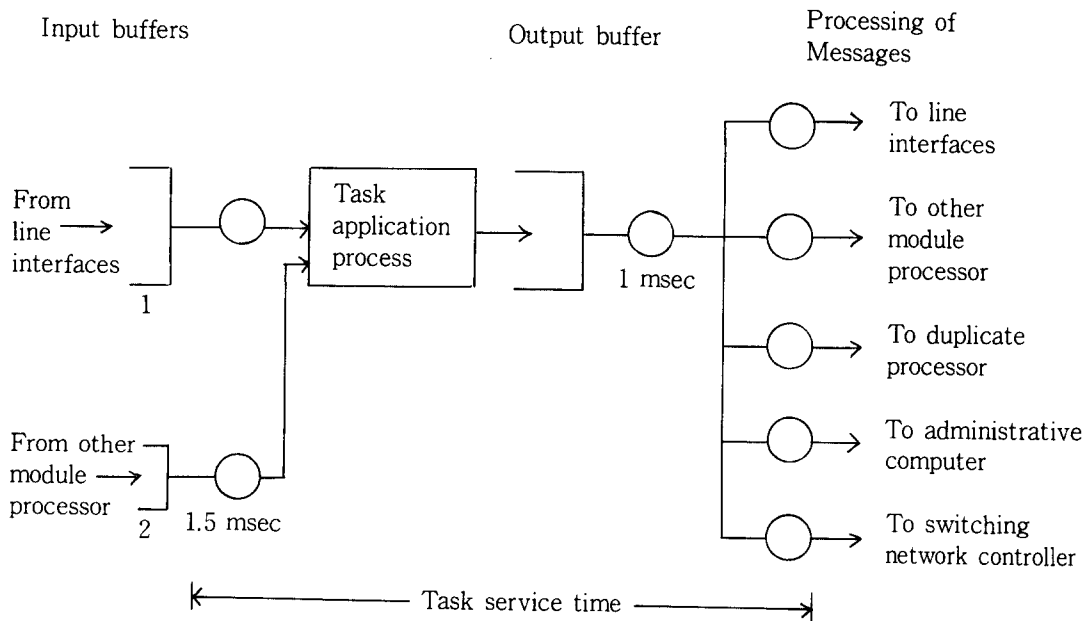 Input buffers
Output buffer
Processing of
Messages
From
line
interfaces
1
Task
application
process
1 msec
To line
interfaces
To other
module
processor
To duplicate
processor
To administrative
computer
To switching
network controller
From other
module
processor
2
1.5 msec
Task service time